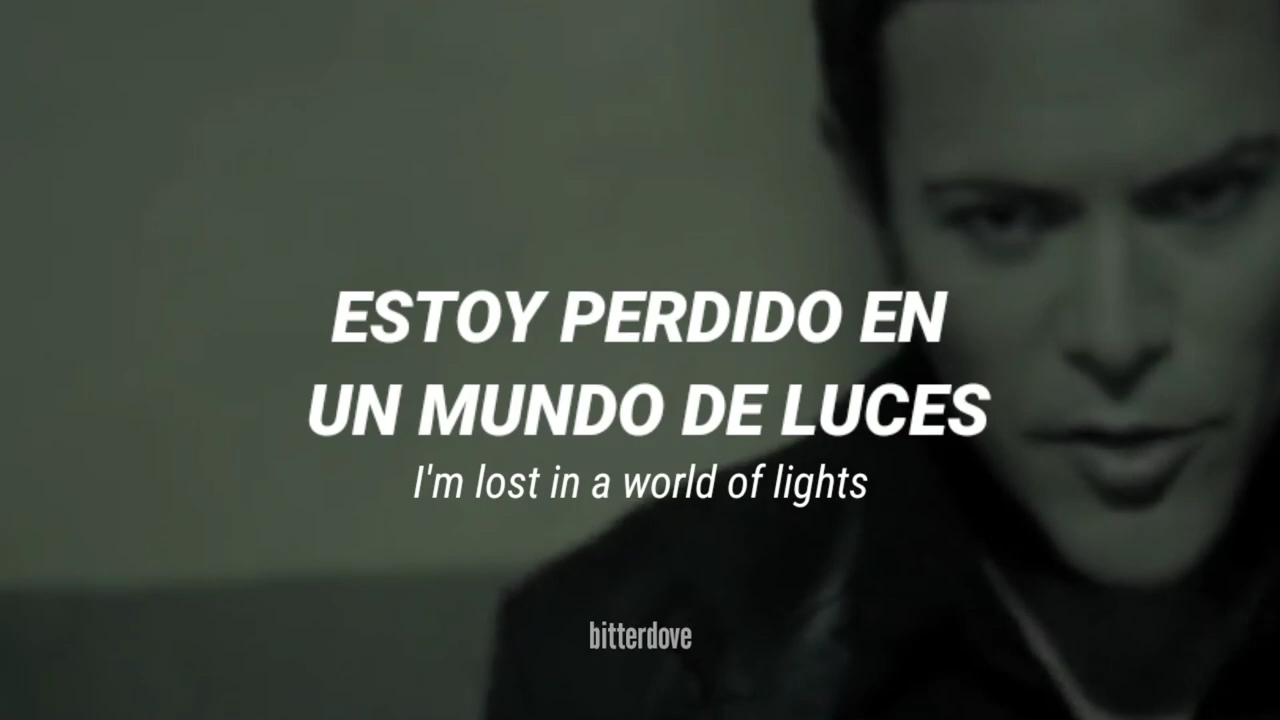 ESTOY PERDIDO EN
UN MUNDO DE LUCES
I'm lost in a world of lights
bitterdove